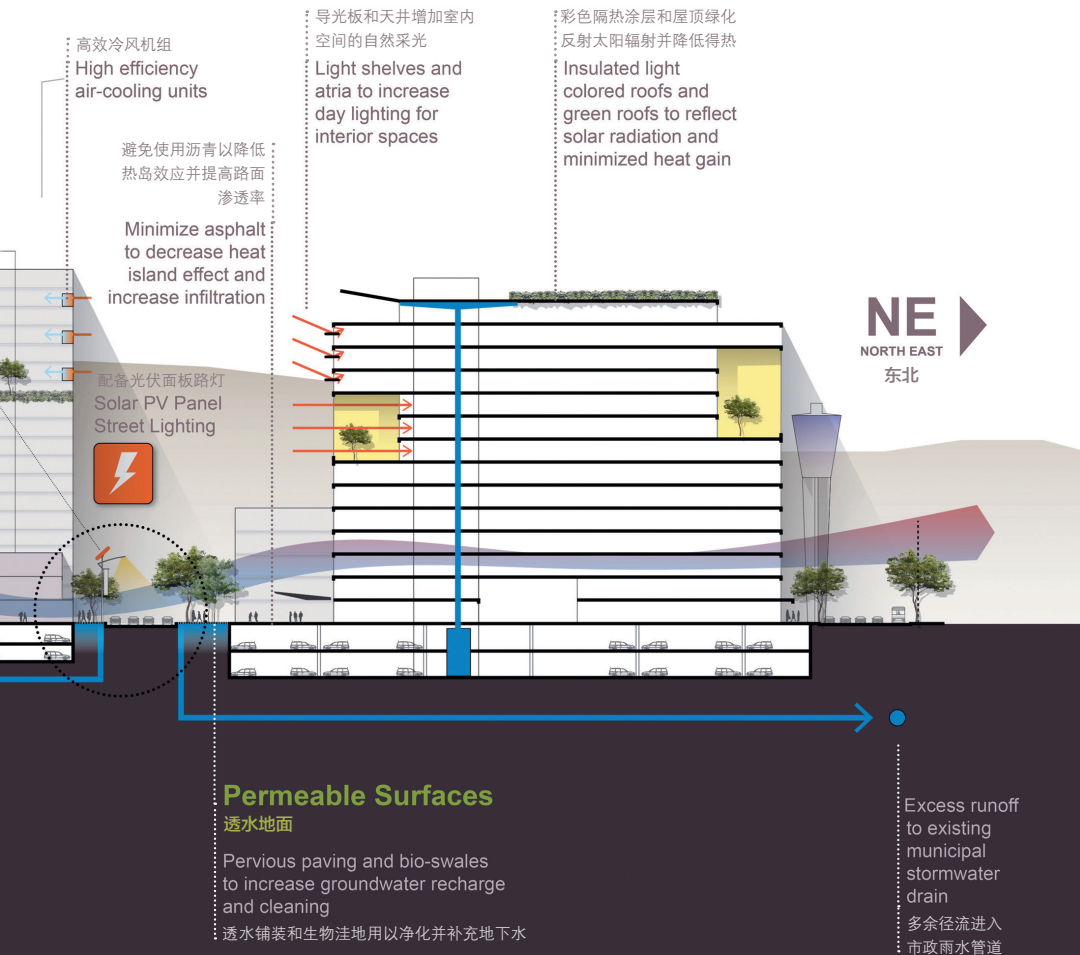 高效冷风机组
High efficiency
air-cooling units
导光板和天井增加室内
空间的自然采光
Light shelves and
atria to increase
day lighting for
interior spaces
彩色隔热涂层和屋顶绿化
反射太阳辐射并降低得热
Insulated light
colored roofs and
green roofs to reflect
solar radiation and
minimized heat gain
避免使用沥青以降低
热岛效应并提高路面
渗透率
Minimize asphalt
to decrease heat
island effect and
increase infiltration
NE
NORTH EAST
东北
配备光伏面板路灯
Solar PV Panel
Street Lighting
Permeable Surfaces
透水地面
Pervious paving and bio-swales
to increase groundwater recharge
and cleaning
透水铺装和生物洼地用以净化并补充地下水
Excess runoff
to existing
municipal
stormwater
drain
多余径流进入
市政雨水管道